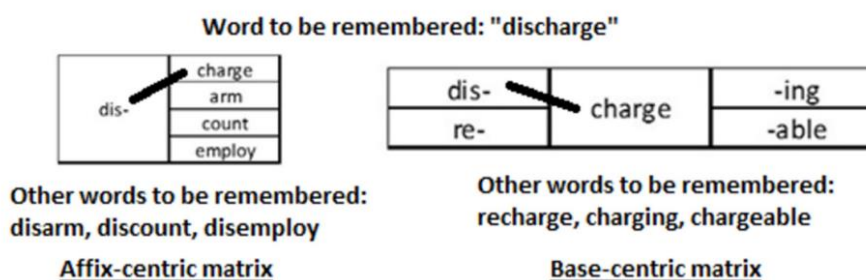 Word to be remembered: "discharge"
dis-
charge
arm
count
employ
Other words to be remembered:
disarm, discount, disemploy
Affix-centric matrix
dis-
re-
charge
-ing
-able
Other words to be remembered:
recharge, charging, chargeable
Base-centric matrix